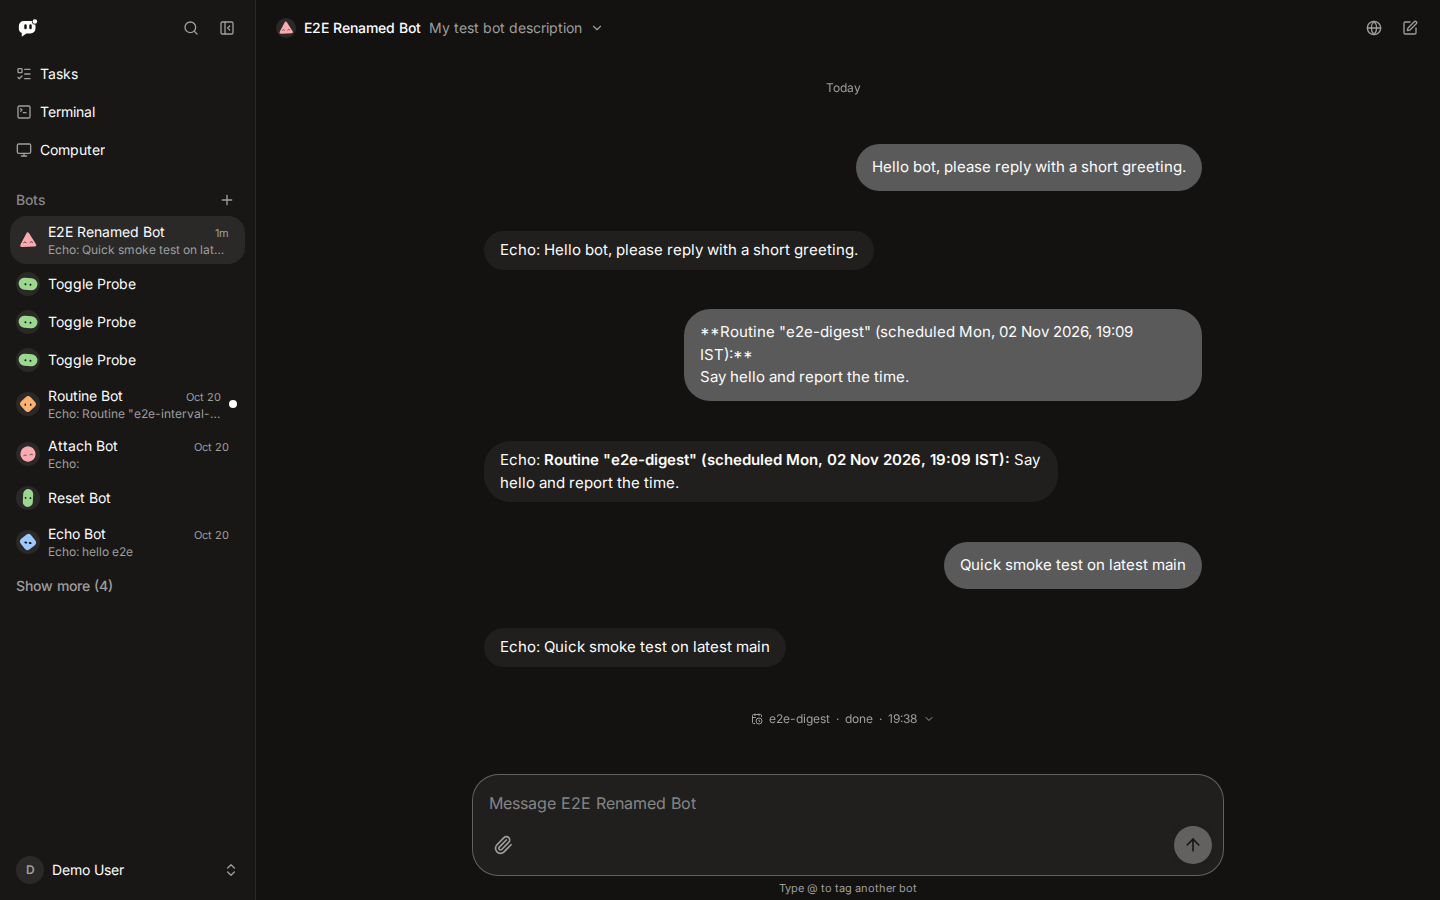 E2E Renamed Bot My test bot description
Tasks
Terminal
Computer
Bots
E2E Renamed Bot 1m
Echo: Quick smoke test on lat...
Toggle Probe
Toggle Probe
Toggle Probe
Routine Bot Oct 20
Echo: Routine "e2e-interval-...
Attach Bot Oct 20
Echo:
Reset Bot
Echo Bot Oct 20
Echo: hello e2e
Show more (4)
D Demo User
Today
Hello bot, please reply with a short greeting.
Echo: Hello bot, please reply with a short greeting.
**Routine "e2e-digest" (scheduled Mon, 02 Nov 2026, 19:09
IST):**
Say hello and report the time.
Echo: Routine "e2e-digest" (scheduled Mon, 02 Nov 2026, 19:09 IST): Say
hello and report the time.
Quick smoke test on latest main
Echo: Quick smoke test on latest main
e2e-digest · done · 19:38
Message E2E Renamed Bot
Type @ to tag another bot